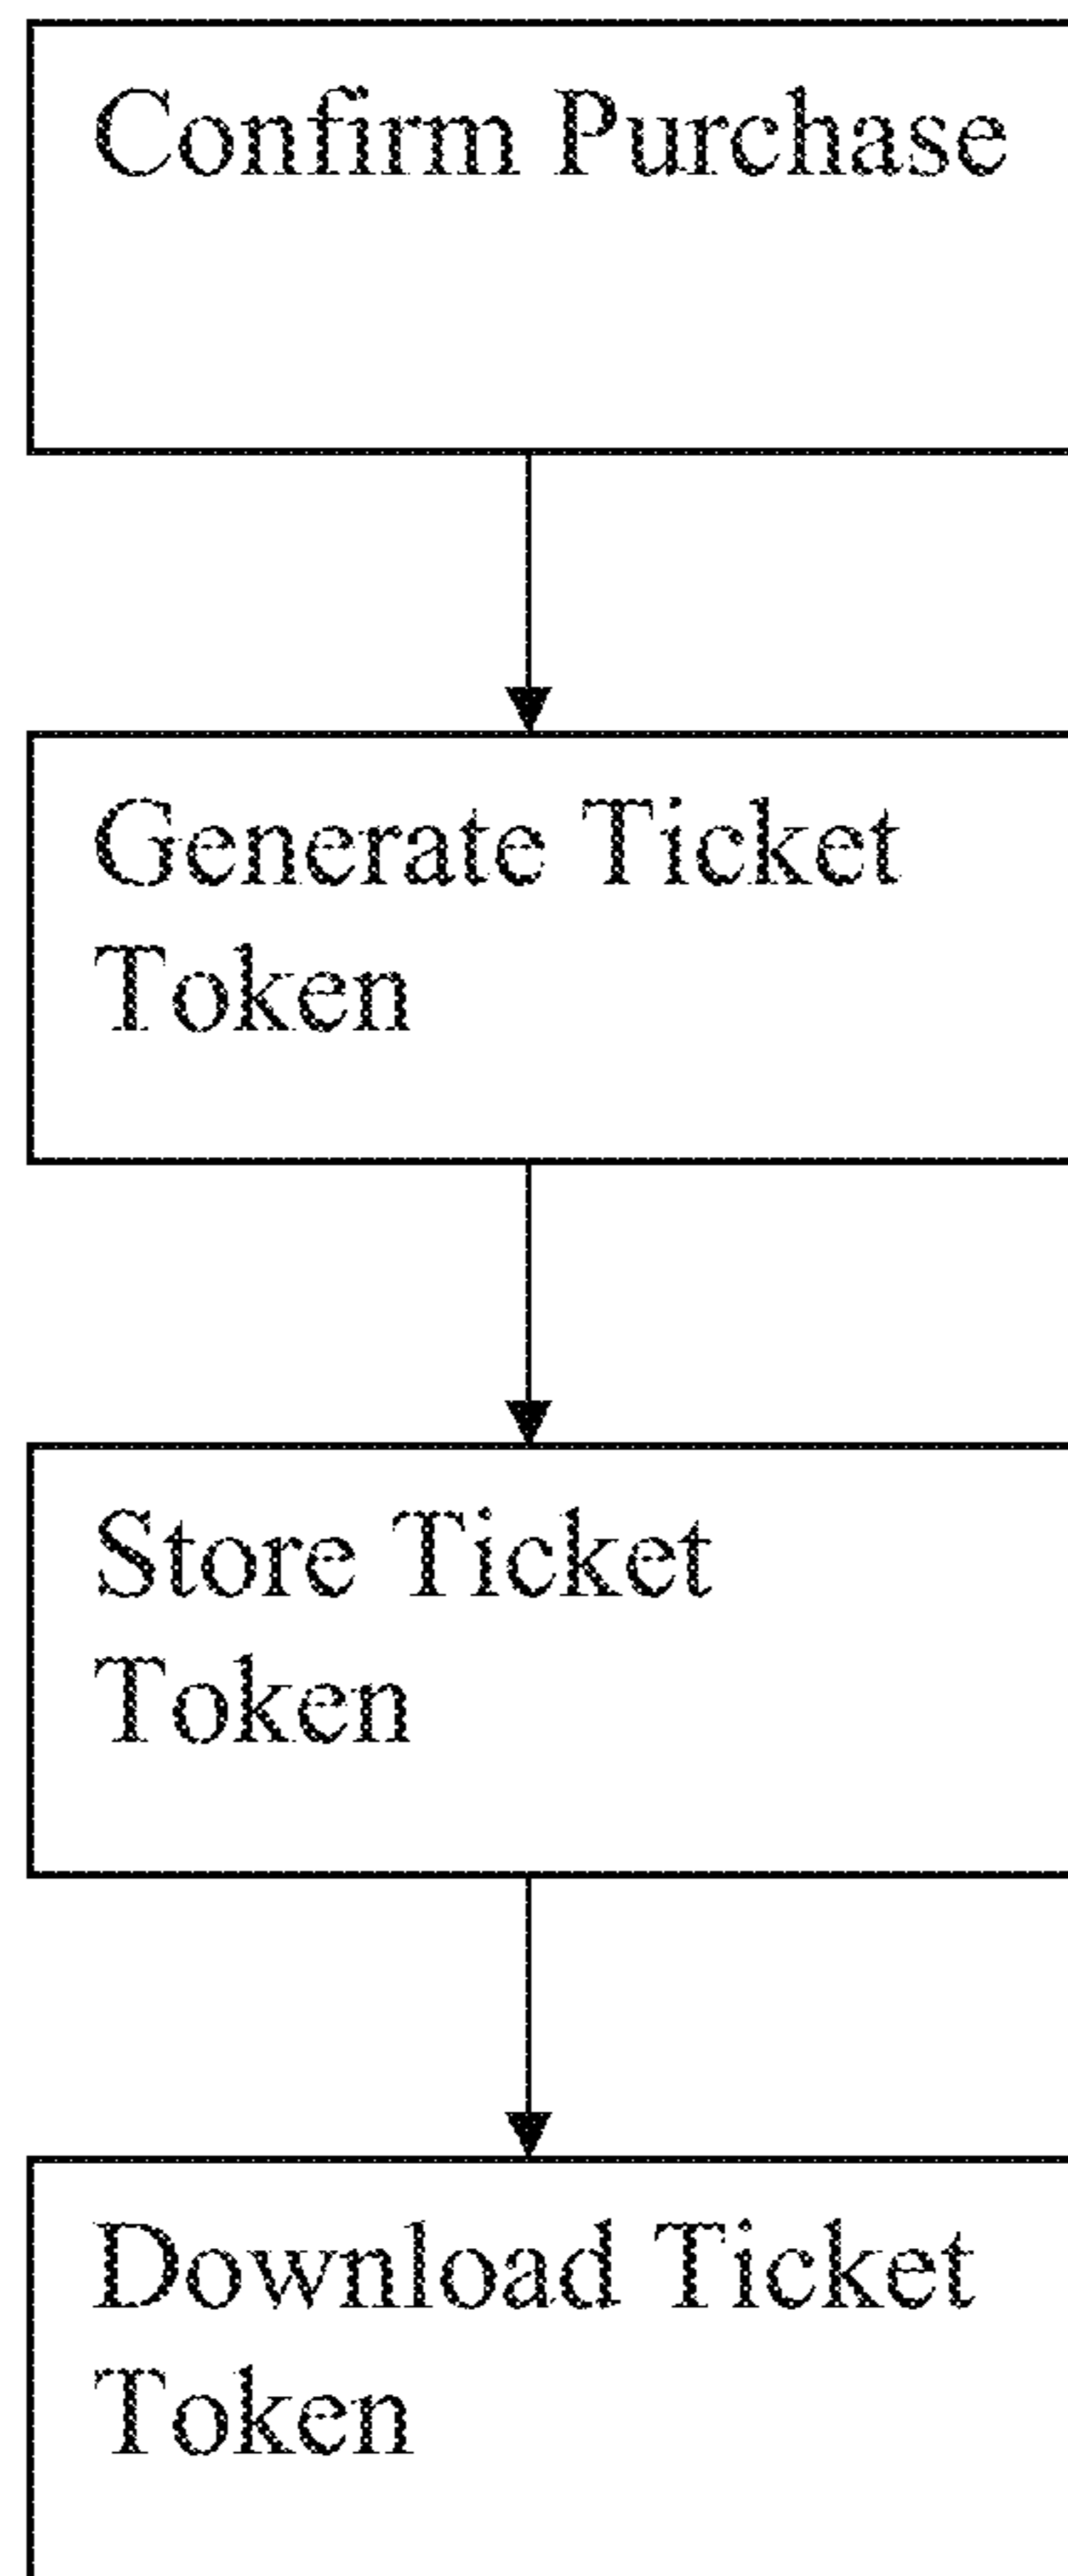 Confirm Purchase
Generate Ticket
Token
Store Ticket
Token
Download Ticket
Token